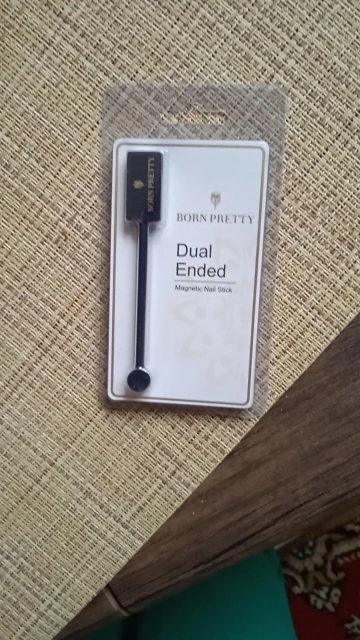 BORN PRETTY
BORN PRETTY
Dual
Ended
Magnetic Nail Stick